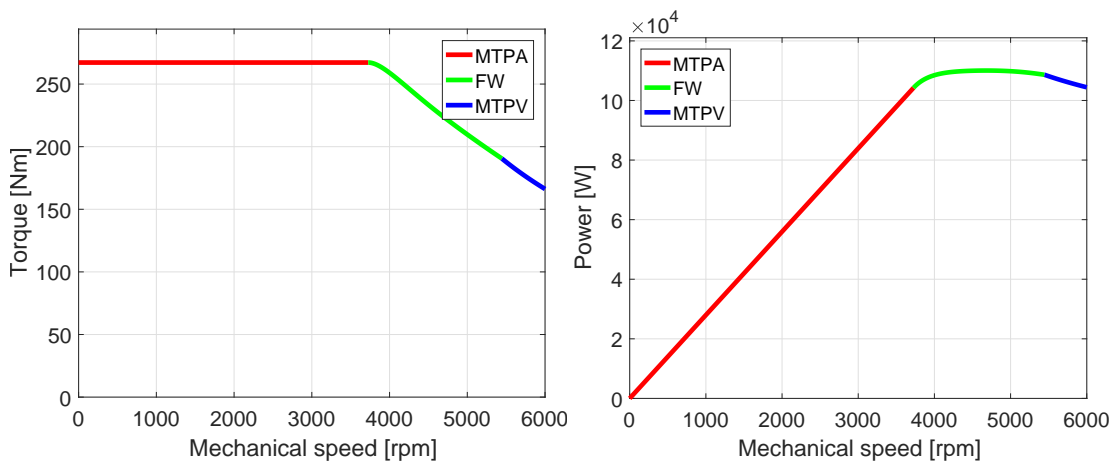 Torque [Nm]
250
200
150
100
50
0
MTPA
FW
MTPV
0 1000 2000 3000 4000 5000 6000
Mechanical speed [rpm]
×10⁴
Power [W]
12
10
8
6
4
2
0
MTPA
FW
MTPV
0 1000 2000 3000 4000 5000 6000
Mechanical speed [rpm]